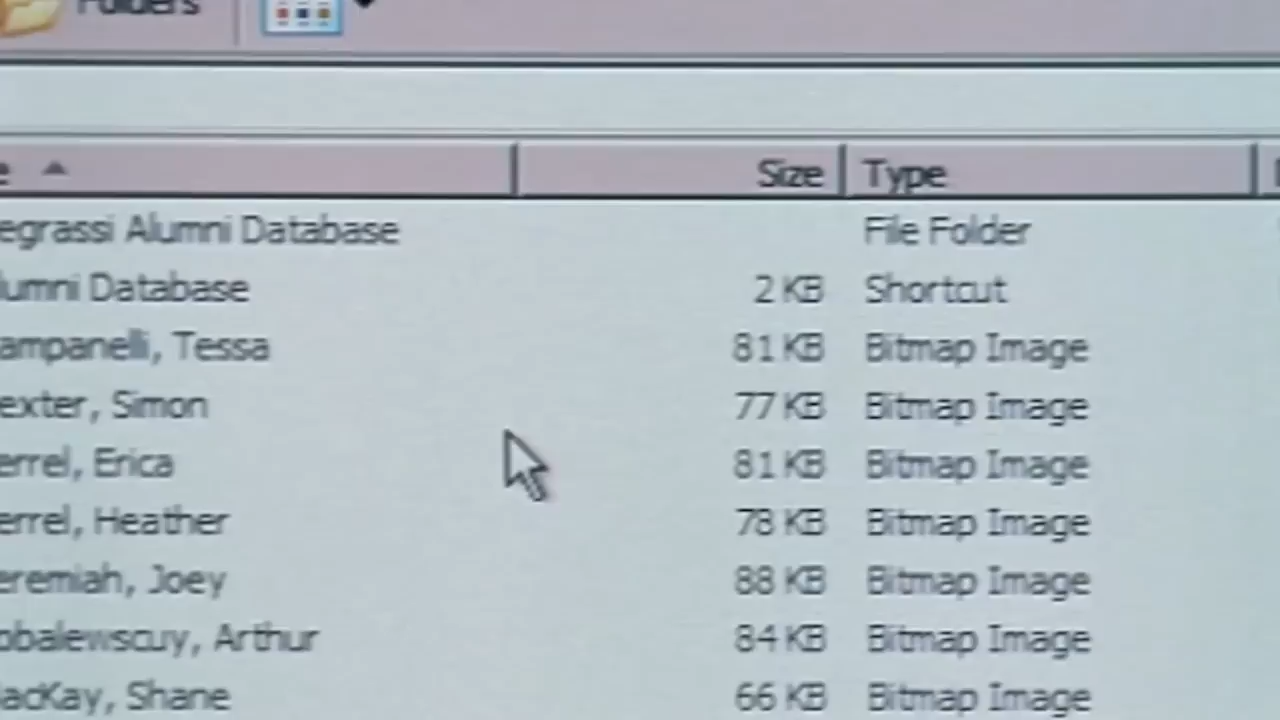 Folders
e Size Type
egrassi Alumni Database File Folder
lumni Database 2 KB Shortcut
ampanelli, Tessa 81 KB Bitmap Image
exter, Simon 77 KB Bitmap Image
errel, Erica 81 KB Bitmap Image
errel, Heather 78 KB Bitmap Image
eremiah, Joey 88 KB Bitmap Image
obalewscuy, Arthur 84 KB Bitmap Image
acKay, Shane 66 KB Bitmap Image